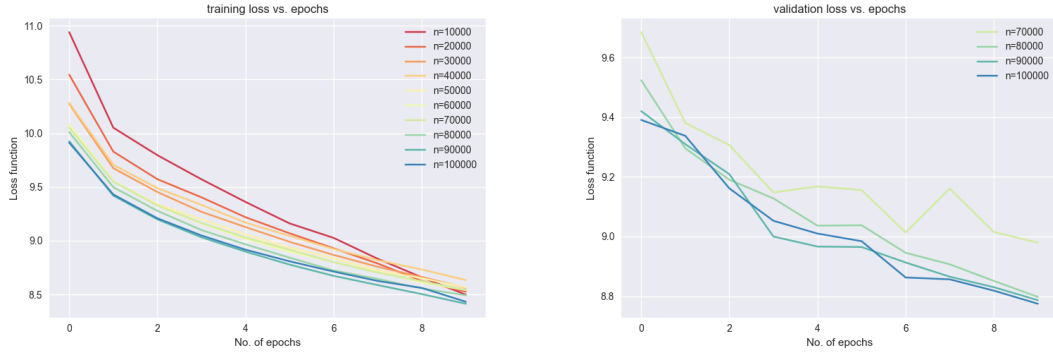 training loss vs. epochs
11.0
10.5
10.0
9.5
9.0
8.5
Loss function
0 2 4 6 8
No. of epochs
n=10000
n=20000
n=30000
n=40000
n=50000
n=60000
n=70000
n=80000
n=90000
n=100000
validation loss vs. epochs
9.6
9.4
9.2
9.0
8.8
Loss function
0 2 4 6 8
No. of epochs
n=70000
n=80000
n=90000
n=100000